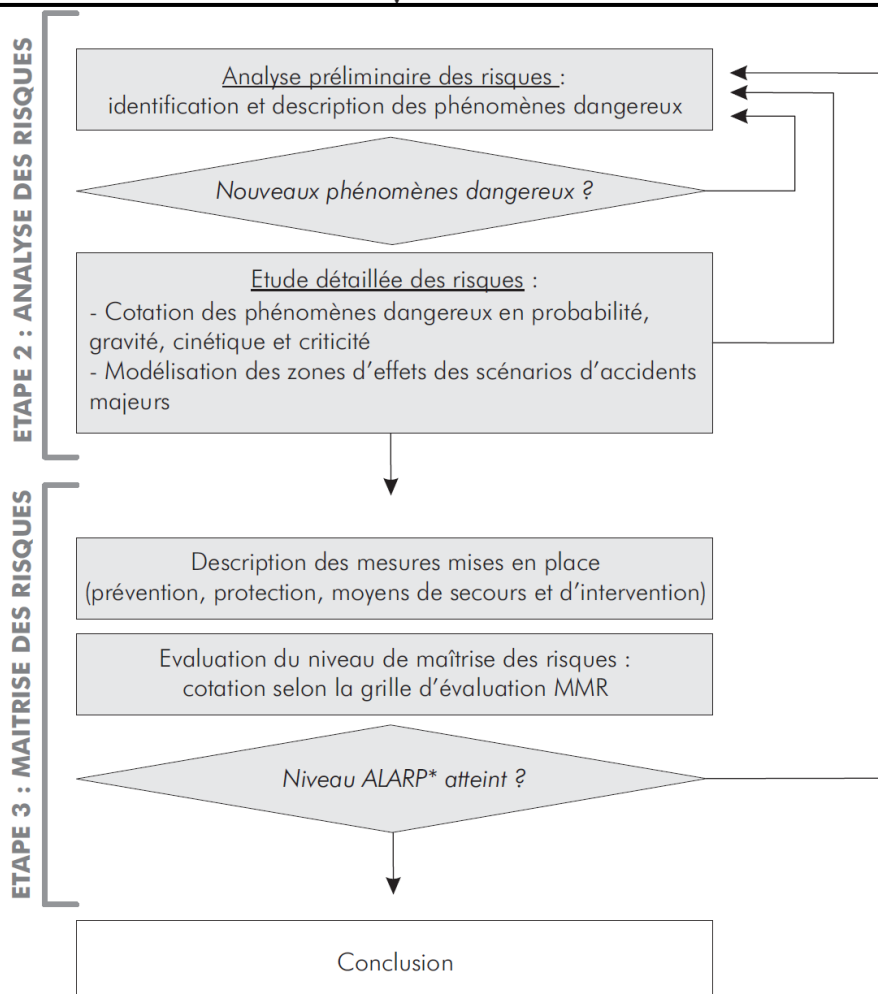 ETAPE 2 : ANALYSE DES RISQUES
Analyse préliminaire des risques :
identification et description des phénomènes dangereux
Nouveaux phénomènes dangereux ?
Etude détaillée des risques :
- Cotation des phénomènes dangereux en probabilité,
gravité, cinétique et criticité
- Modélisation des zones d’effets des scénarios d’accidents
majeurs
ETAPE 3 : MAITRISE DES RISQUES
Description des mesures mises en place
(prévention, protection, moyens de secours et d’intervention)
Evaluation du niveau de maîtrise des risques :
cotation selon la grille d’évaluation MMR
Niveau ALARP* atteint ?
Conclusion